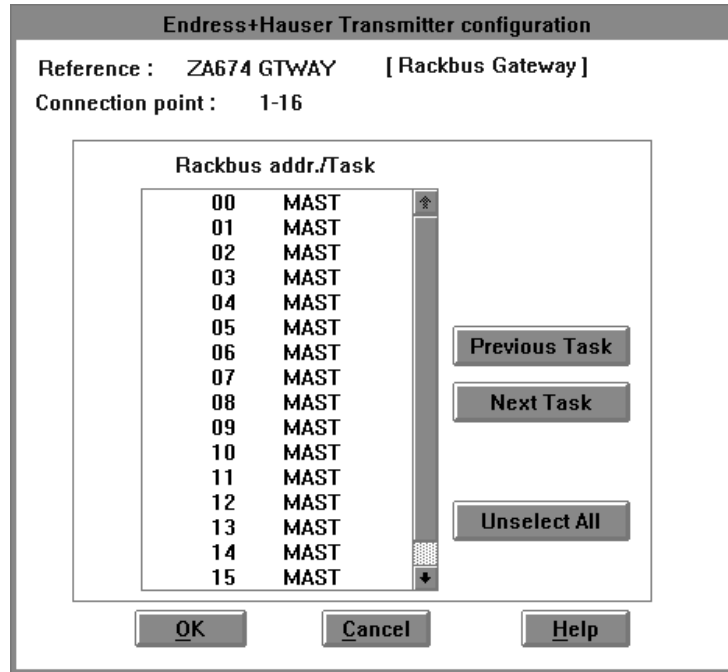 Endress+Hauser Transmitter configuration
Reference : ZA674 GTWAY [ Rackbus Gateway ]
Connection point : 1-16
Rackbus addr./Task
00 MAST
01 MAST
02 MAST
03 MAST
04 MAST
05 MAST
06 MAST
07 MAST
08 MAST
09 MAST
10 MAST
11 MAST
12 MAST
13 MAST
14 MAST
15 MAST
Previous Task
Next Task
Unselect All
OK Cancel Help